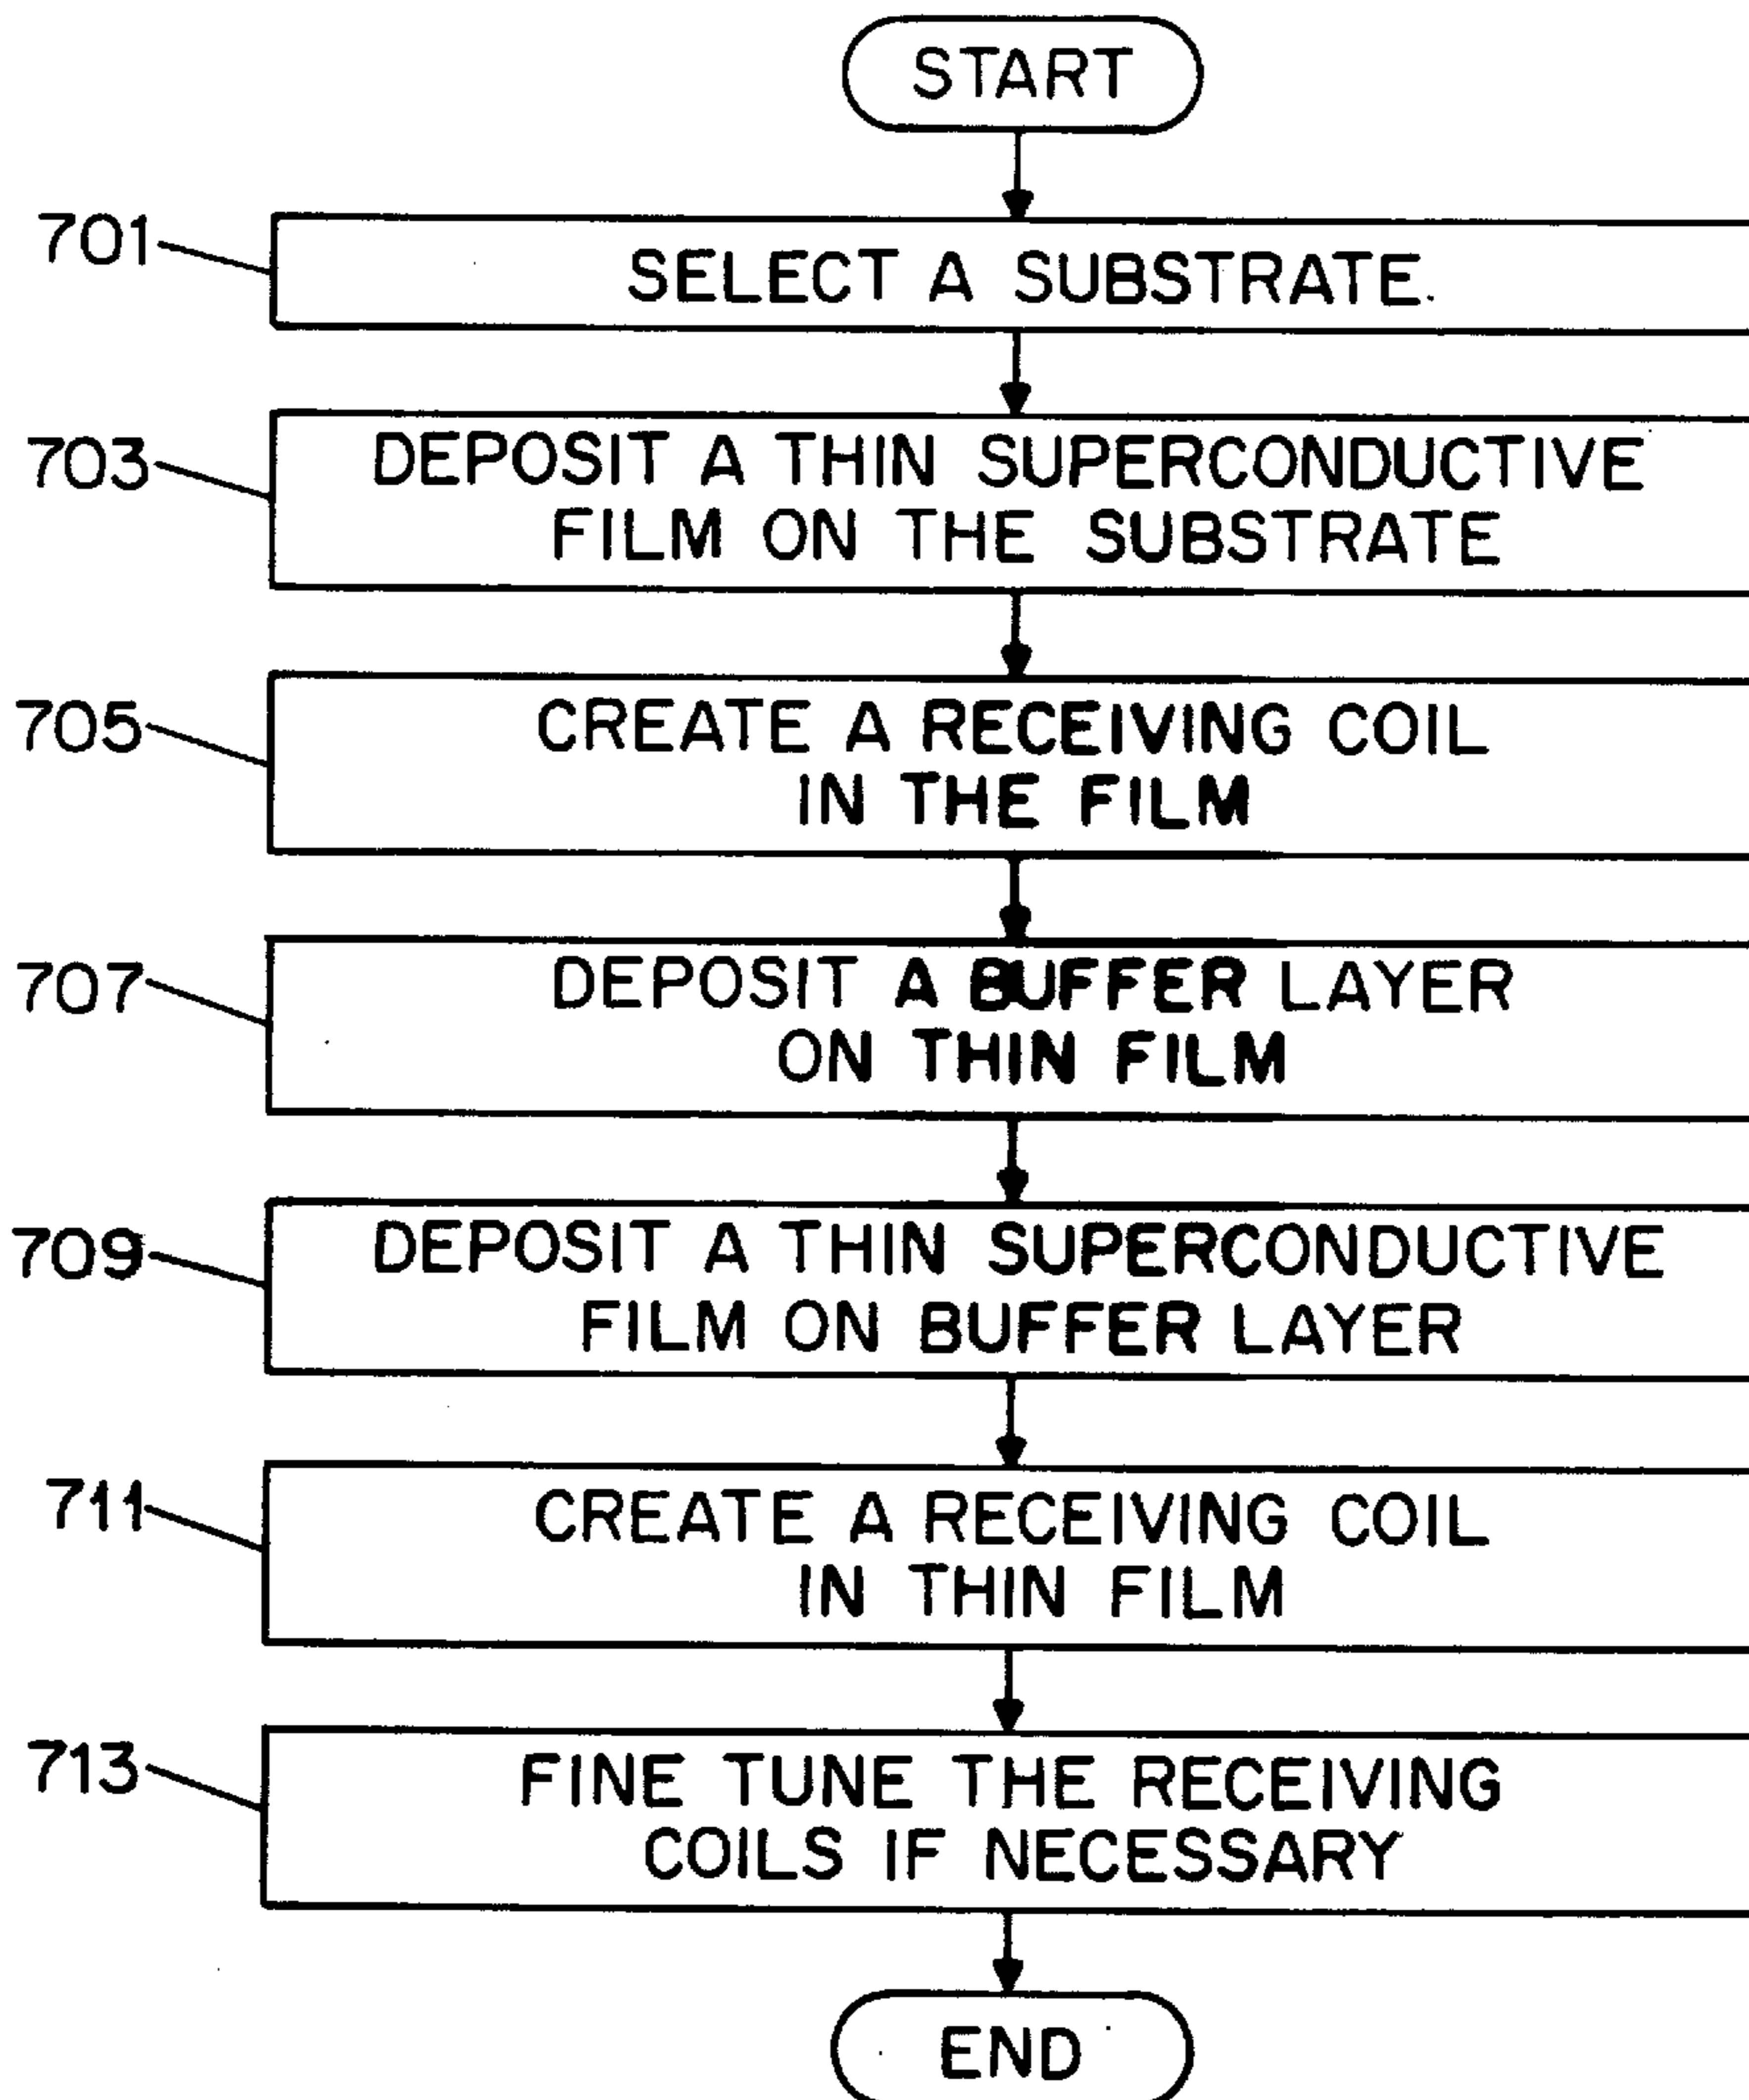 START
701
SELECT A SUBSTRATE.
703
DEPOSIT A THIN SUPERCONDUCTIVE
FILM ON THE SUBSTRATE
705
CREATE A RECEIVING COIL
IN THE FILM
707
DEPOSIT A BUFFER LAYER
ON THIN FILM
709
DEPOSIT A THIN SUPERCONDUCTIVE
FILM ON BUFFER LAYER
711
CREATE A RECEIVING COIL
IN THIN FILM
713
FINE TUNE THE RECEIVING
COILS IF NECESSARY
END